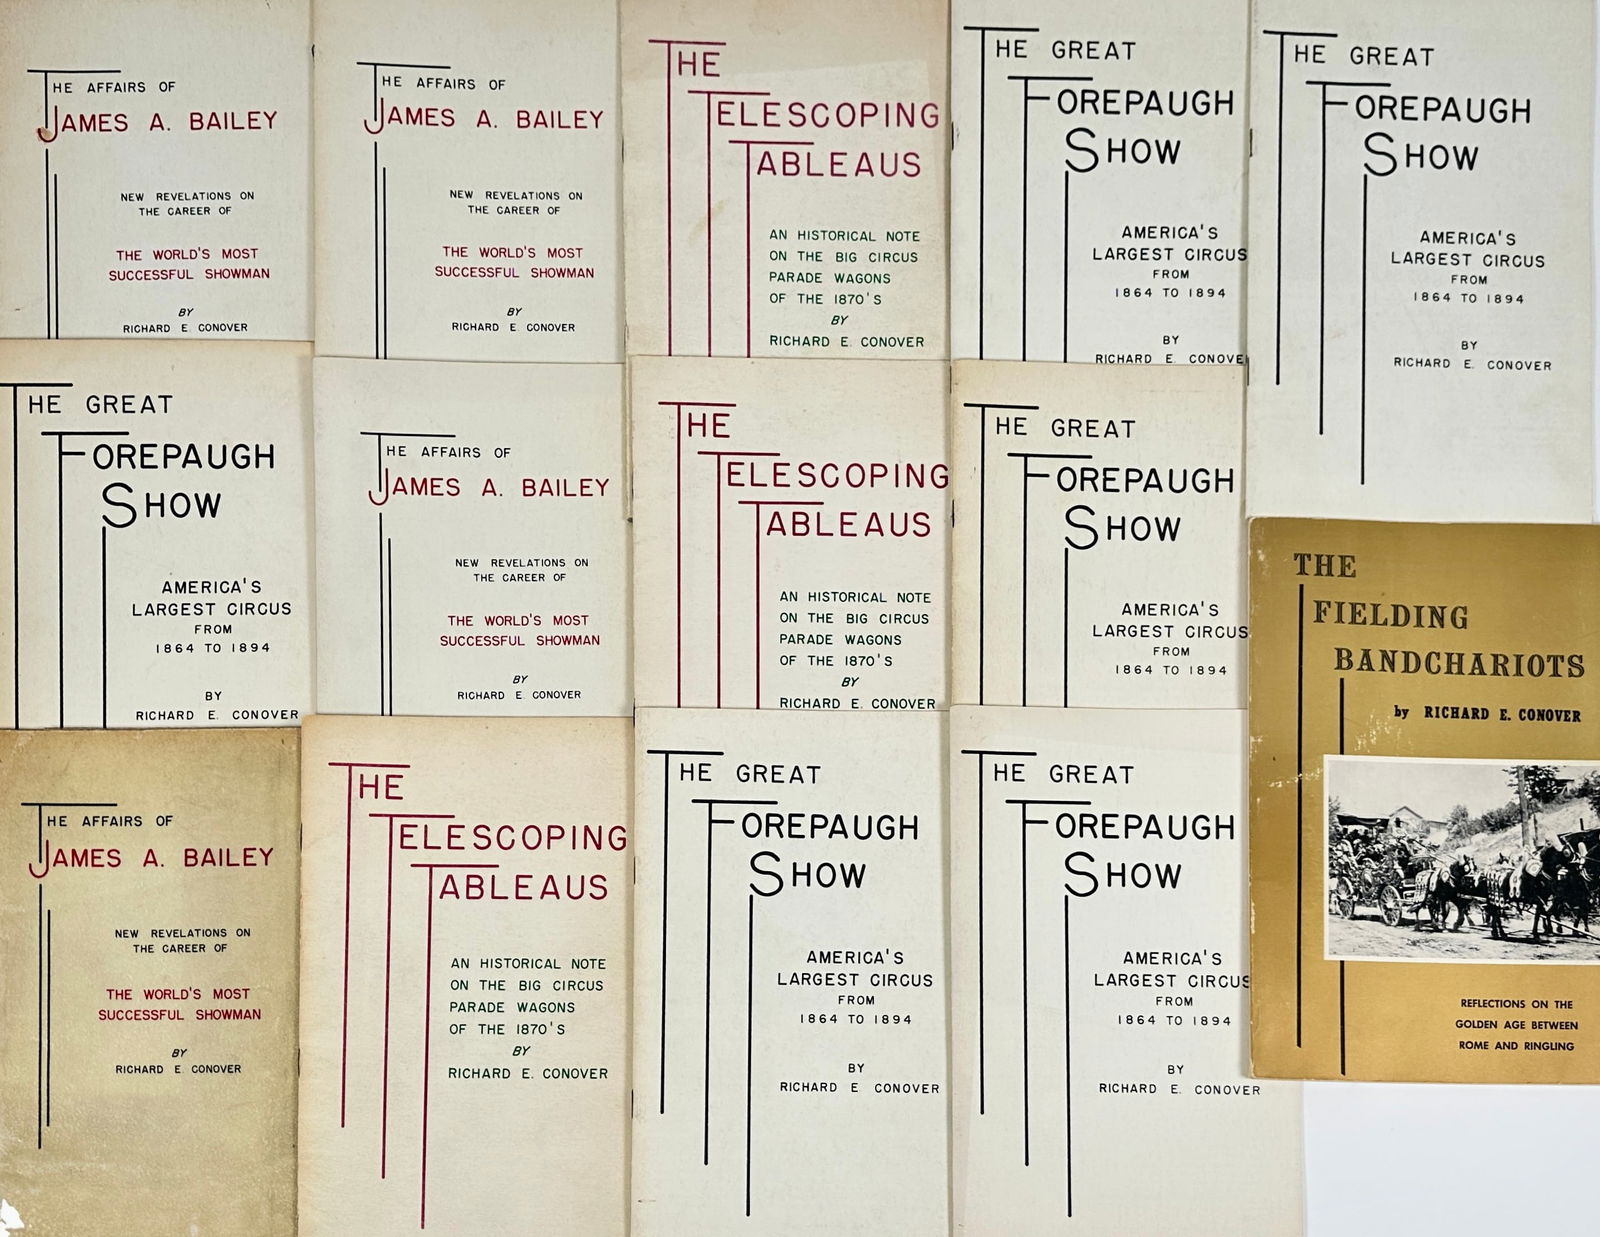 THE AFFAIRS OF
JAMES A. BAILEY
NEW REVELATIONS ON
THE CAREER OF
THE WORLD'S MOST
SUCCESSFUL SHOWMAN
BY
RICHARD E. CONOVER
THE AFFAIRS OF
JAMES A. BAILEY
NEW REVELATIONS ON
THE CAREER OF
THE WORLD'S MOST
SUCCESSFUL SHOWMAN
BY
RICHARD E. CONOVER
THE
TELESCOPING
TABLEAUS
AN HISTORICAL NOTE
ON THE BIG CIRCUS
PARADE WAGONS
OF THE 1870'S
BY
RICHARD E. CONOVER
THE GREAT
FOREPAUGH
SHOW
AMERICA'S
LARGEST CIRCUS
FROM
1864 TO 1894
BY
RICHARD E. CONOVE
THE GREAT
FOREPAUGH
SHOW
AMERICA'S
LARGEST CIRCUS
FROM
1864 TO 1894
BY
RICHARD E. CONOVER
THE GREAT
FOREPAUGH
SHOW
AMERICA'S
LARGEST CIRCUS
FROM
1864 TO 1894
BY
RICHARD E. CONOVER
THE AFFAIRS OF
JAMES A. BAILEY
NEW REVELATIONS ON
THE CAREER OF
THE WORLD'S MOST
SUCCESSFUL SHOWMAN
BY
RICHARD E. CONOVER
THE
TELESCOPING
TABLEAUS
AN HISTORICAL NOTE
ON THE BIG CIRCUS
PARADE WAGONS
OF THE 1870'S
BY
RICHARD E. CONOVER
THE GREAT
FOREPAUGH
SHOW
AMERICA'S
LARGEST CIRCUS
FROM
1864 TO 1894
THE
FIELDING
BANDCHARIOTS
by RICHARD E. CONOVER
REFLECTIONS ON THE
GOLDEN AGE BETWEEN
ROME AND RINGLING
THE AFFAIRS OF
JAMES A. BAILEY
NEW REVELATIONS ON
THE CAREER OF
THE WORLD'S MOST
SUCCESSFUL SHOWMAN
BY
RICHARD E. CONOVER
THE
TELESCOPING
TABLEAUS
AN HISTORICAL NOTE
ON THE BIG CIRCUS
PARADE WAGONS
OF THE 1870'S
BY
RICHARD E. CONOVER
THE GREAT
FOREPAUGH
SHOW
AMERICA'S
LARGEST CIRCUS
FROM
1864 TO 1894
BY
RICHARD E. CONOVER
THE GREAT
FOREPAUGH
SHOW
AMERICA'S
LARGEST CIRCUS
FROM
1864 TO 1894
BY
RICHARD E. CONOVER